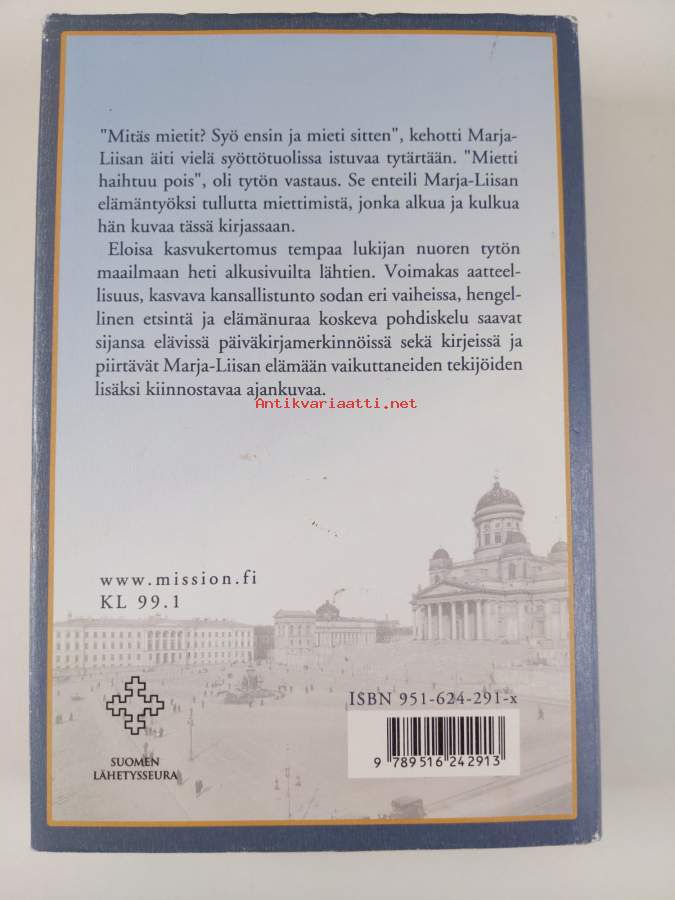 "Mitäs mietit? Syö ensin ja mieti sitten", kehotti Marja-
Liisan äiti vielä syöttötuolissa istuvaa tytärtään. "Mietti
haihtuu pois", oli tytön vastaus. Se enteili Marja-Liisan
elämäntyöksi tullutta miettimistä, jonka alkua ja kulkua
hän kuvaa tässä kirjassaan.
Eloisa kasvukertomus tempaa lukijan nuoren tytön
maailmaan heti alkusivuilta lähtien. Voimakas aatteel-
lisuus, kasvava kansallistunto sodan eri vaiheissa, hengel-
linen etsintä ja elämänuraa koskeva pohdiskelu saavat
sijansa elävissä päiväkirjamerkinnöissä sekä kirjeissä ja
piirtävät Marja-Liisan elämään vaikuttaneiden tekijöiden
lisäksi kiinnostavaa ajankuvaa.
Antikvariaatti.net
www.mission.fi
KL 99.1
SUOMEN
LÄHETYSSEURA
ISBN 951-624-291-x
9 789516 242913